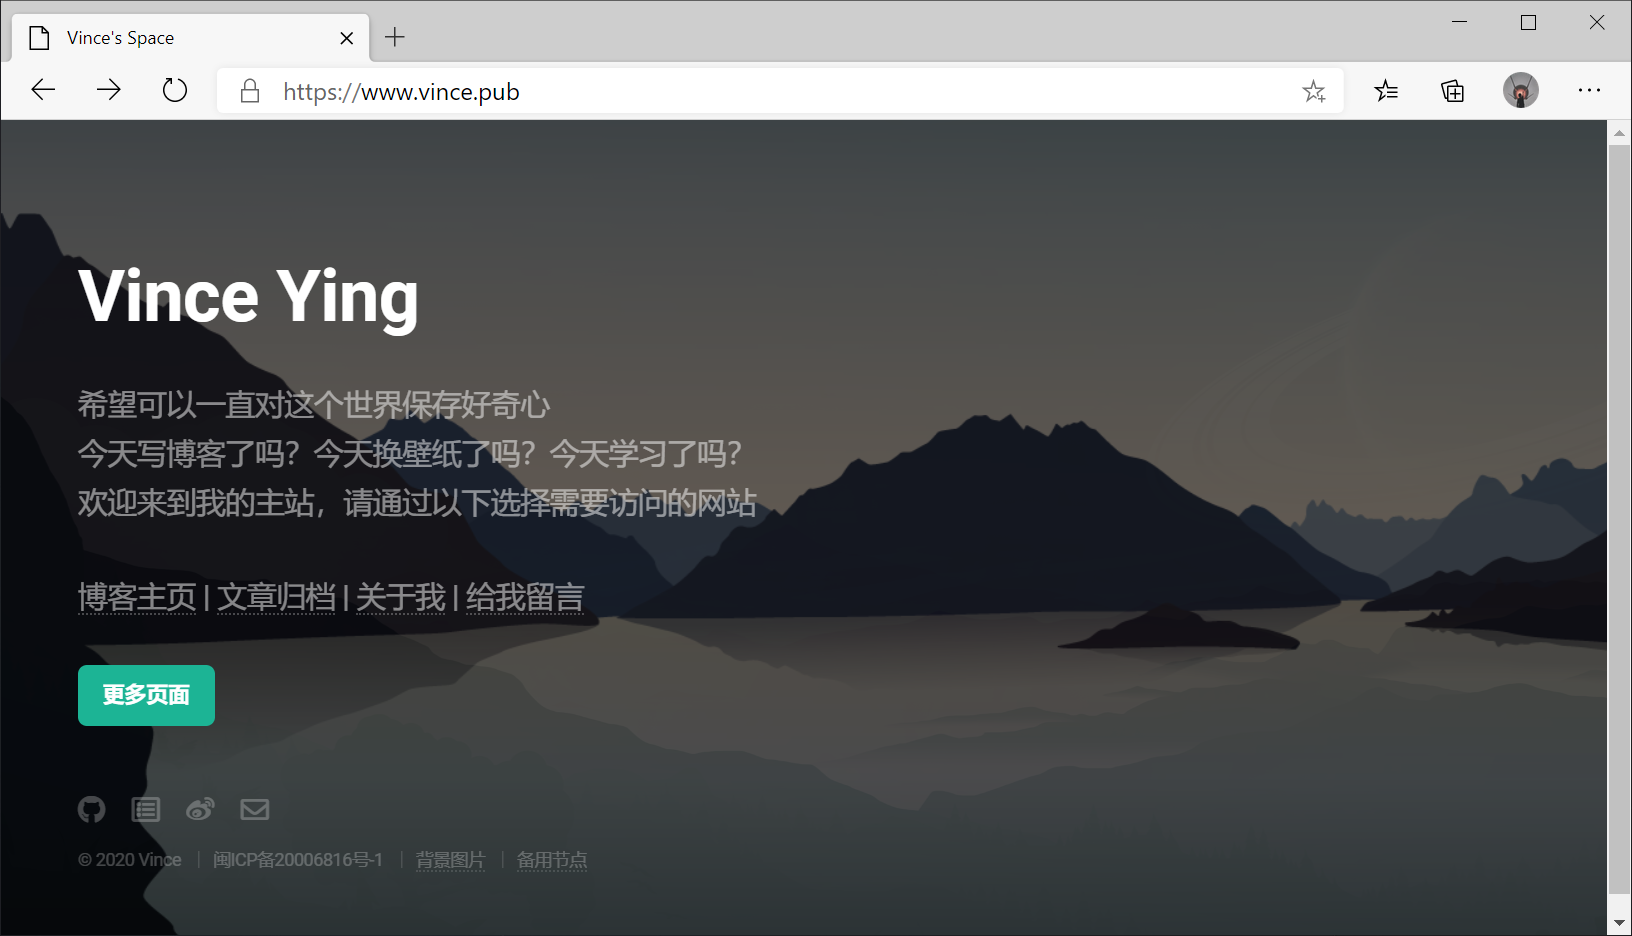 Vince's Space
https://www.vince.pub
Vince Ying
希望可以一直对这个世界保存好奇心
今天写博客了吗？今天换壁纸了吗？今天学习了吗？
欢迎来到我的主站，请通过以下选择需要访问的网站
博客主页 | 文章归档 | 关于我 | 给我留言
更多页面
© 2020 Vince | 闽ICP备20006816号-1 | 背景图片 | 备用节点